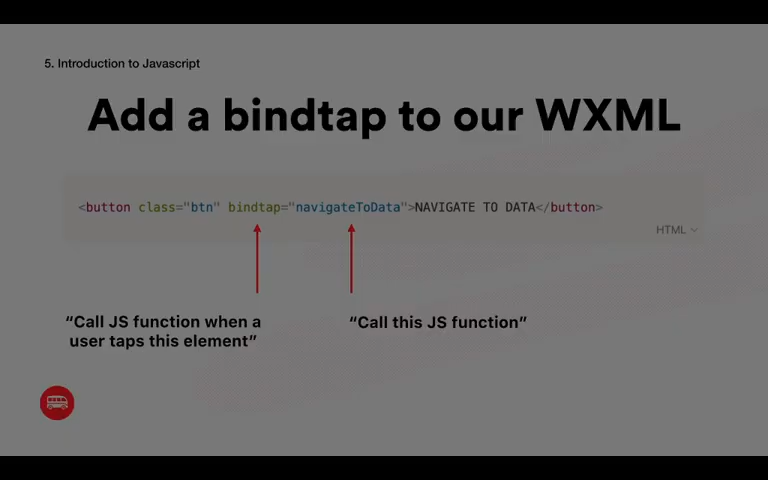 5. Introduction to Javascript
Add a bindtap to our WXML
<button class="btn" bindtap="navigateToData">NAVIGATE TO DATA</button>
HTML
“Call JS function when a
user taps this element”
“Call this JS function”